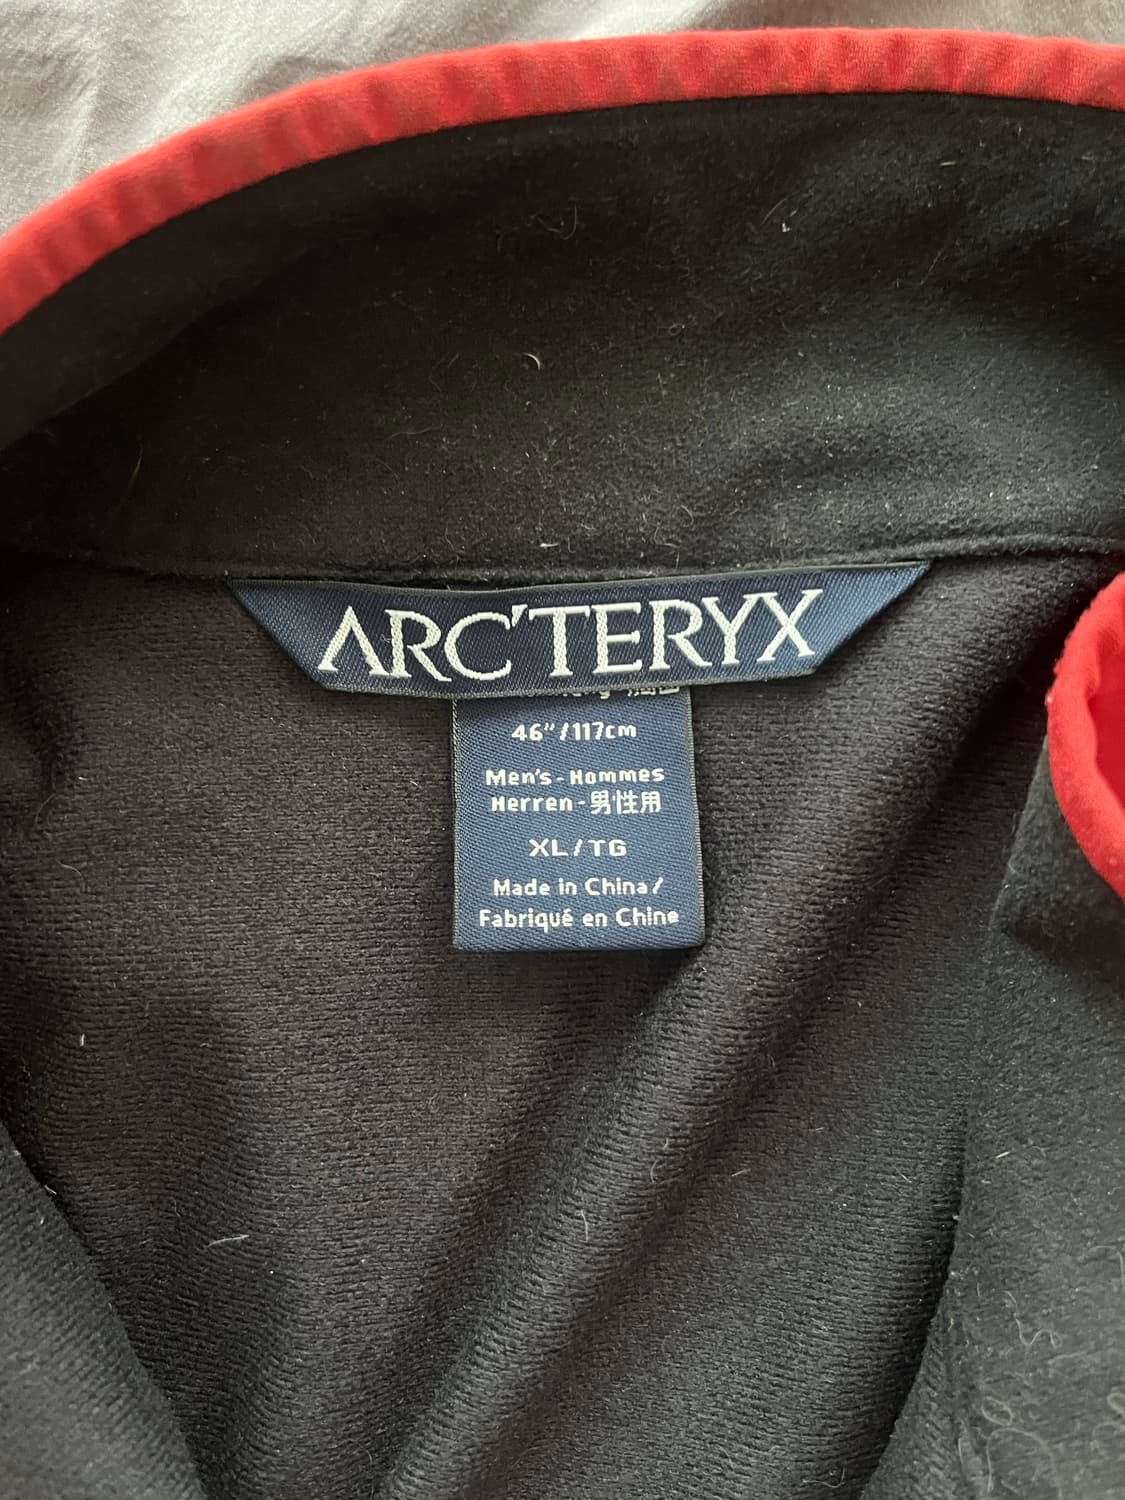 ARC'TERYX
46"/117cm
Men's - Hommes
Herren - 男性用
XL/TG
Made in China/
Fabriqué en Chine